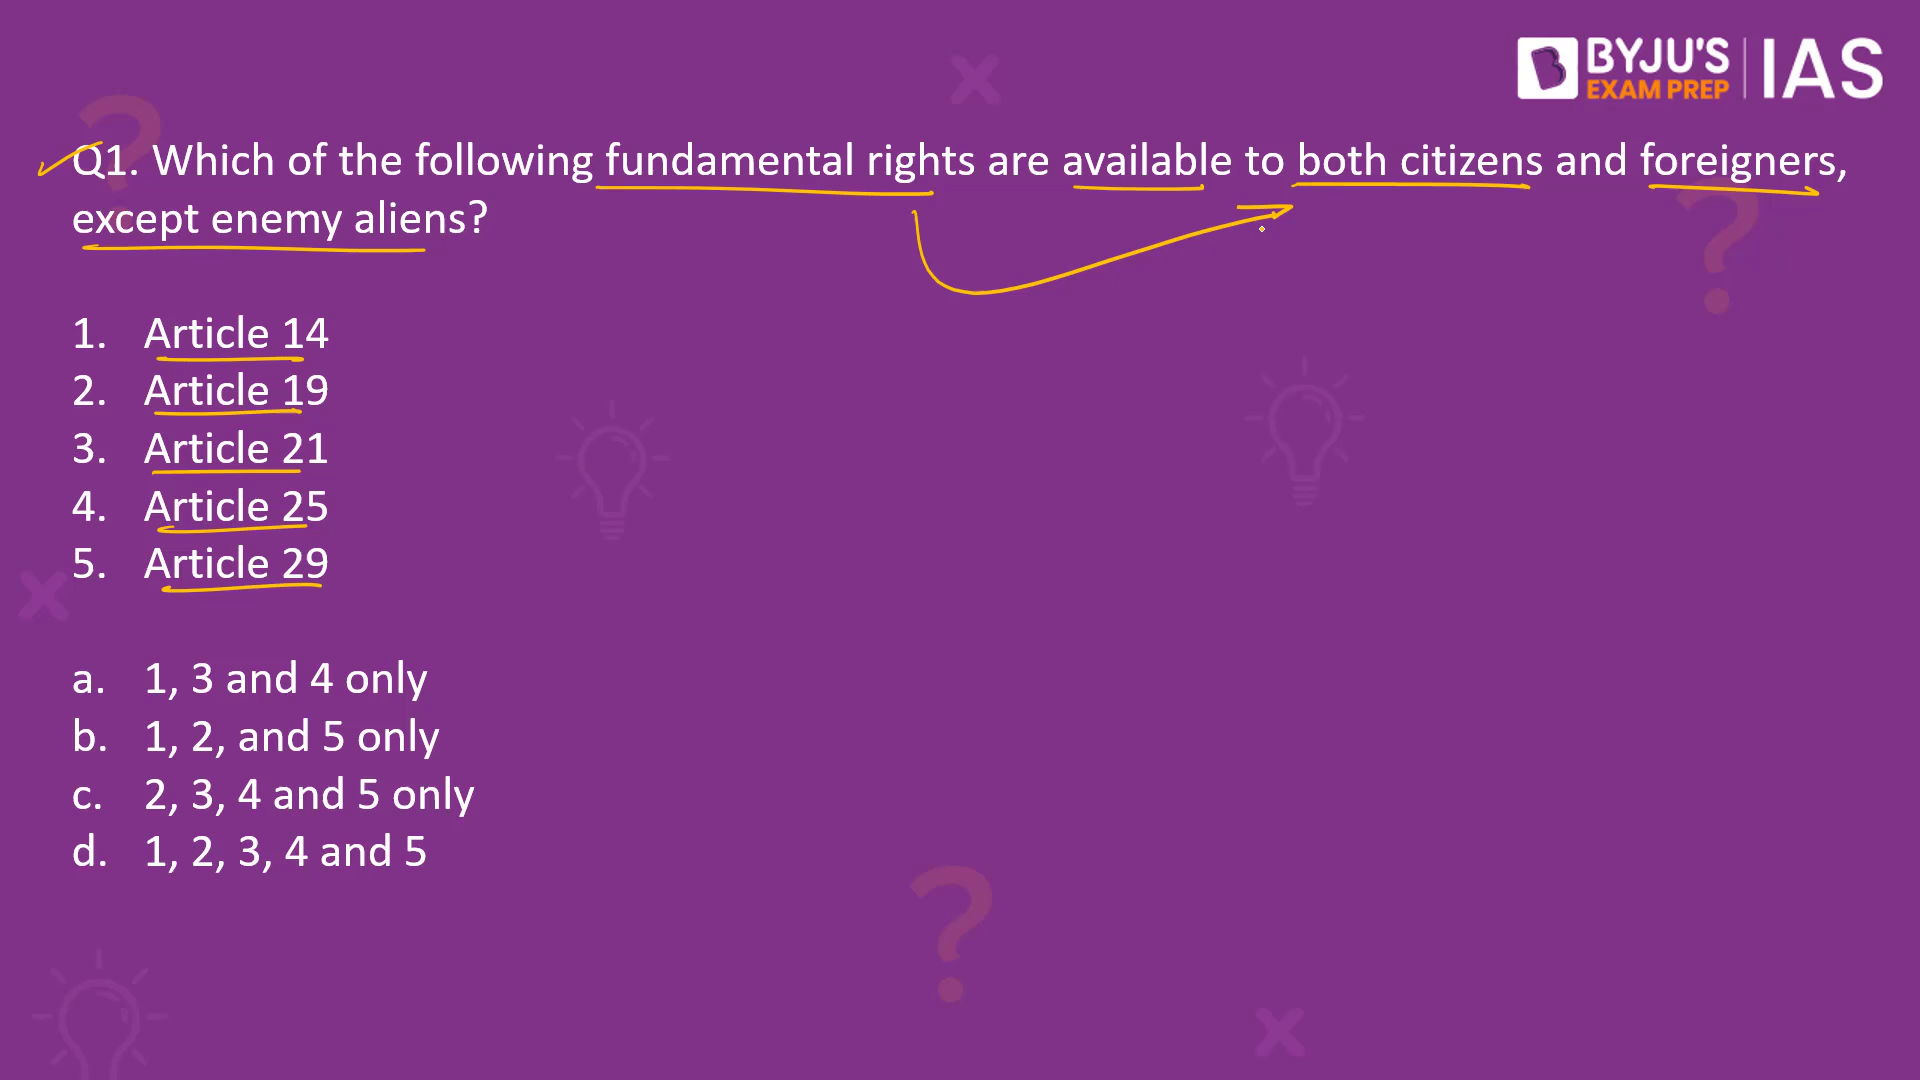 BYJU'S
EXAM PREP
IAS
Q1. Which of the following fundamental rights are available to both citizens and foreigners,
except enemy aliens?
1. Article 14
2. Article 19
3. Article 21
4. Article 25
5. Article 29
a. 1, 3 and 4 only
b. 1, 2, and 5 only
c. 2, 3, 4 and 5 only
d. 1, 2, 3, 4 and 5